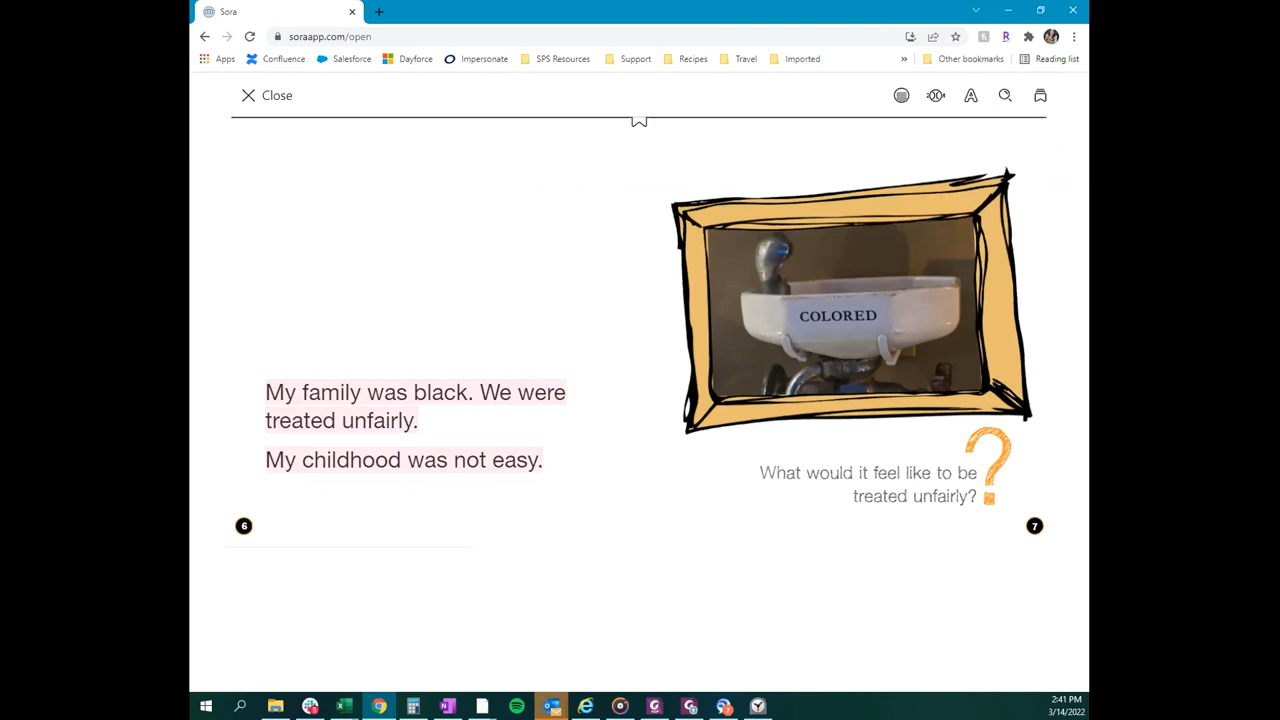 Sora
soraapp.com/open
Apps Confluence Salesforce Dayforce Impersonate SPS Resources Support Recipes Travel Imported » Other bookmarks Reading list
Close
COLORED
My family was black. We were
treated unfairly.
My childhood was not easy.
What would it feel like to be
treated unfairly?
?
6
7
2:41 PM
3/14/2022